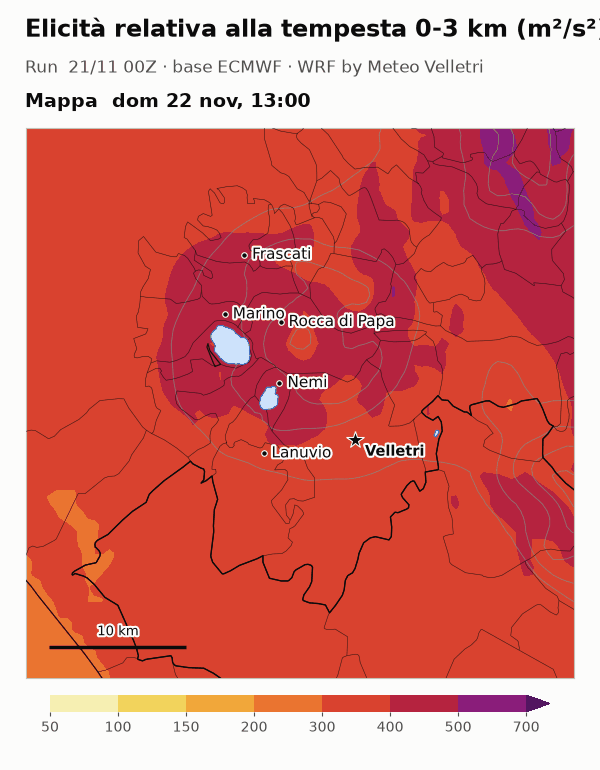 Elicità relativa alla tempesta 0-3 km (m²/s²)
Run 21/11 00Z · base ECMWF · WRF by Meteo Velletri
Mappa dom 22 nov, 13:00
Frascati
Marino
Rocca di Papa
Nemi
Velletri
Lanuvio
10 km
50 100 150 200 300 400 500 700